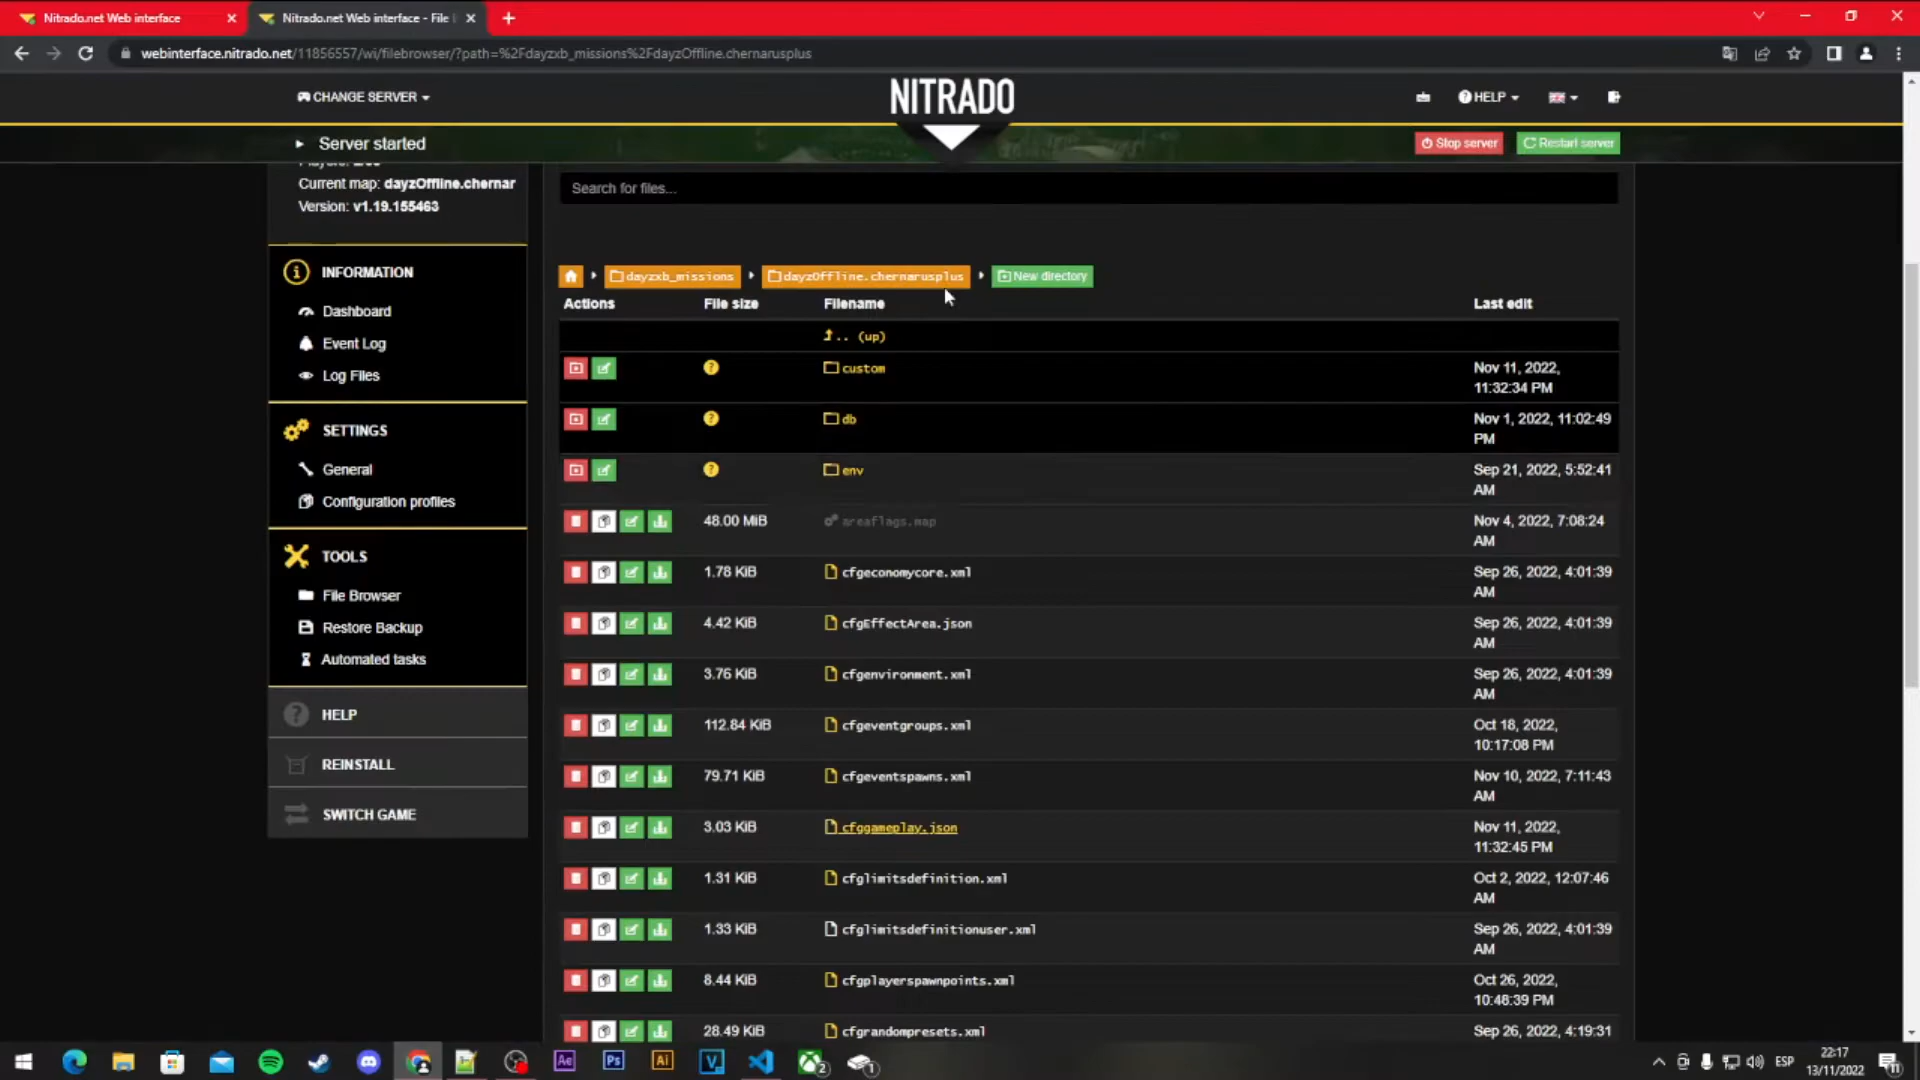 Nitrado.net Web interface
Nitrado.net Web interface - File
webinterface.nitrado.net/11856557/wi/filebrowser/?path=%2Fdayzxb_missions%2FdayzOffline.chernarusplus
CHANGE SERVER
NITRADO
HELP
Server started
Stop server
Restart server
Current map: dayzOffline.chernar
Version: v1.19.155463
Search for files...
INFORMATION
Dashboard
Event Log
Log Files
SETTINGS
General
Configuration profiles
TOOLS
File Browser
Restore Backup
Automated tasks
HELP
REINSTALL
SWITCH GAME
dayzxb_missions
dayzOffline.chernarusplus
New directory
Actions File size Filename Last edit
.. (up)
custom Nov 11, 2022, 11:32:34 PM
db Nov 1, 2022, 11:02:49 PM
env Sep 21, 2022, 5:52:41 AM
48.00 MiB areaflags.map Nov 4, 2022, 7:08:24 AM
1.78 KiB cfgeconomycore.xml Sep 26, 2022, 4:01:39 AM
4.42 KiB cfgEffectArea.json Sep 26, 2022, 4:01:39 AM
3.76 KiB cfgenvironment.xml Sep 26, 2022, 4:01:39 AM
112.84 KiB cfgeventgroups.xml Oct 18, 2022, 10:17:08 PM
79.71 KiB cfgeventspawns.xml Nov 10, 2022, 7:11:43 AM
3.03 KiB cfggameplay.json Nov 11, 2022, 11:32:45 PM
1.31 KiB cfglimitsdefinition.xml Oct 2, 2022, 12:07:46 AM
1.33 KiB cfglimitsdefinitionuser.xml Sep 26, 2022, 4:01:39 AM
8.44 KiB cfgplayerspawnpoints.xml Oct 26, 2022, 10:48:39 PM
28.49 KiB cfgrandompresets.xml Sep 26, 2022, 4:19:31
Ae
Ps
Ai
V
2
1
ESP
22:17
13/11/2022
11